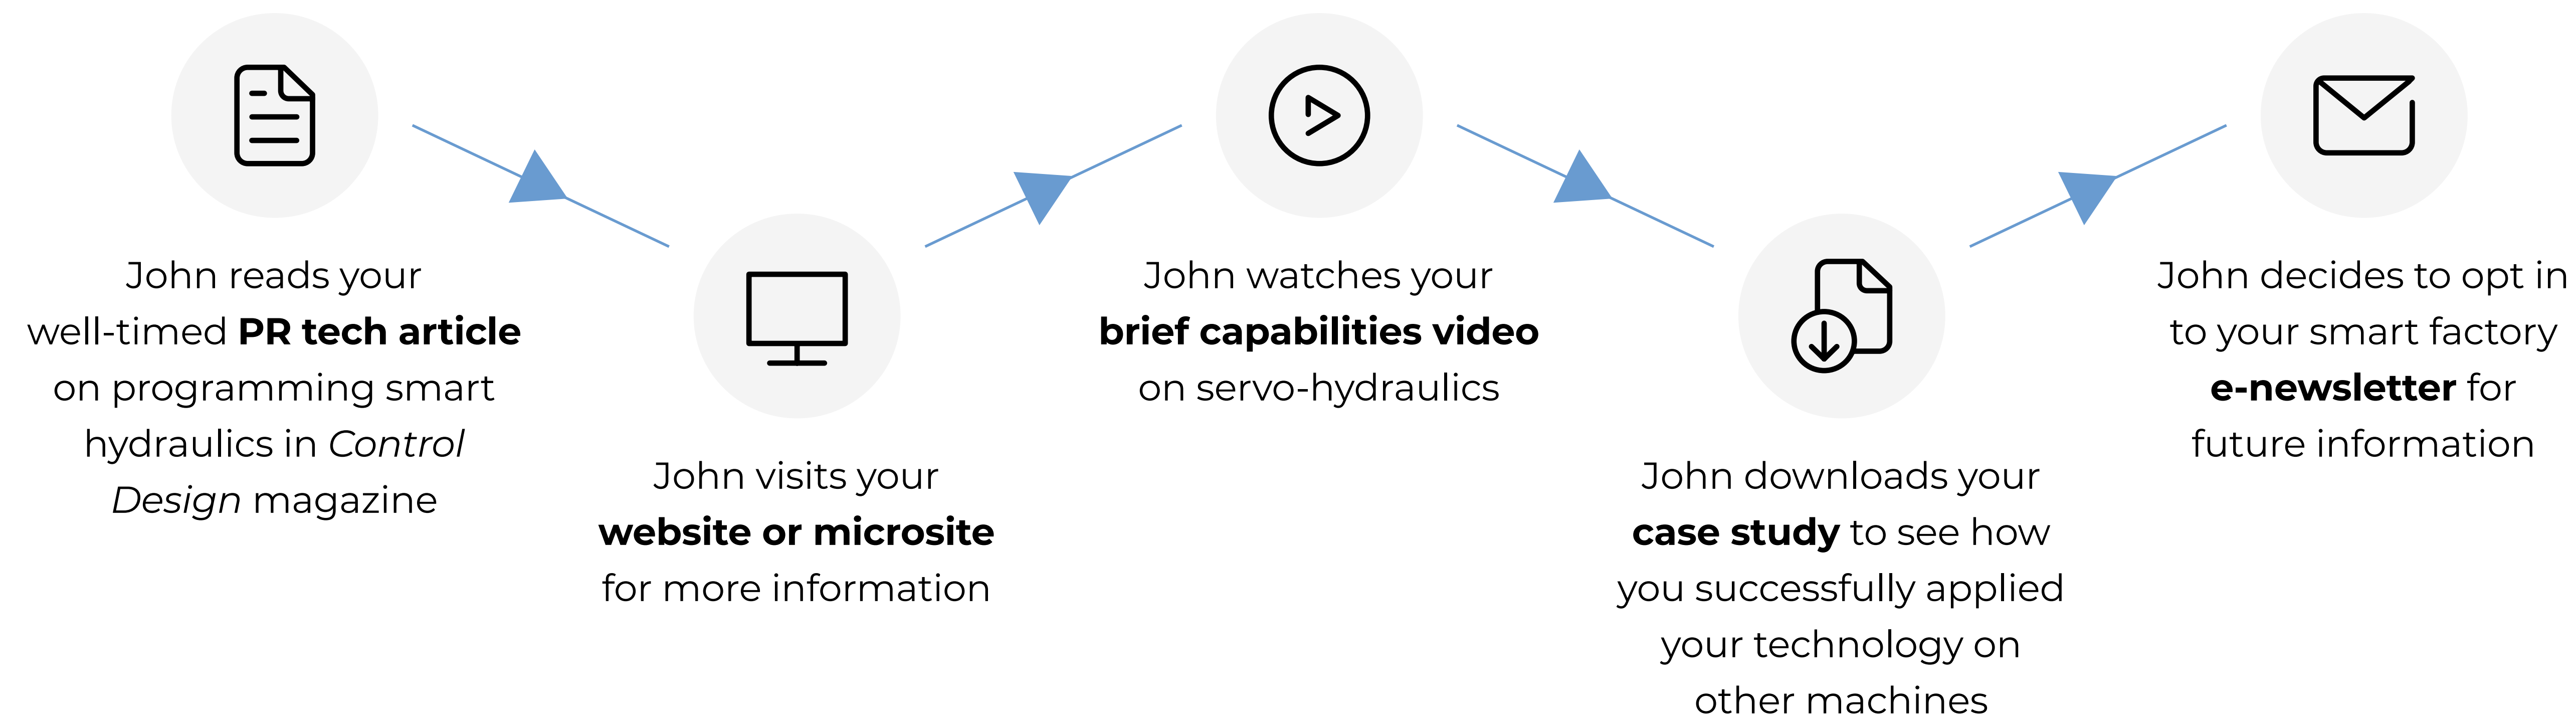 John reads your
well-timed PR tech article
on programming smart
hydraulics in Control
Design magazine
John visits your
website or microsite
for more information
John watches your
brief capabilities video
on servo-hydraulics
John downloads your
case study to see how
you successfully applied
your technology on
other machines
John decides to opt in
to your smart factory
e-newsletter for
future information